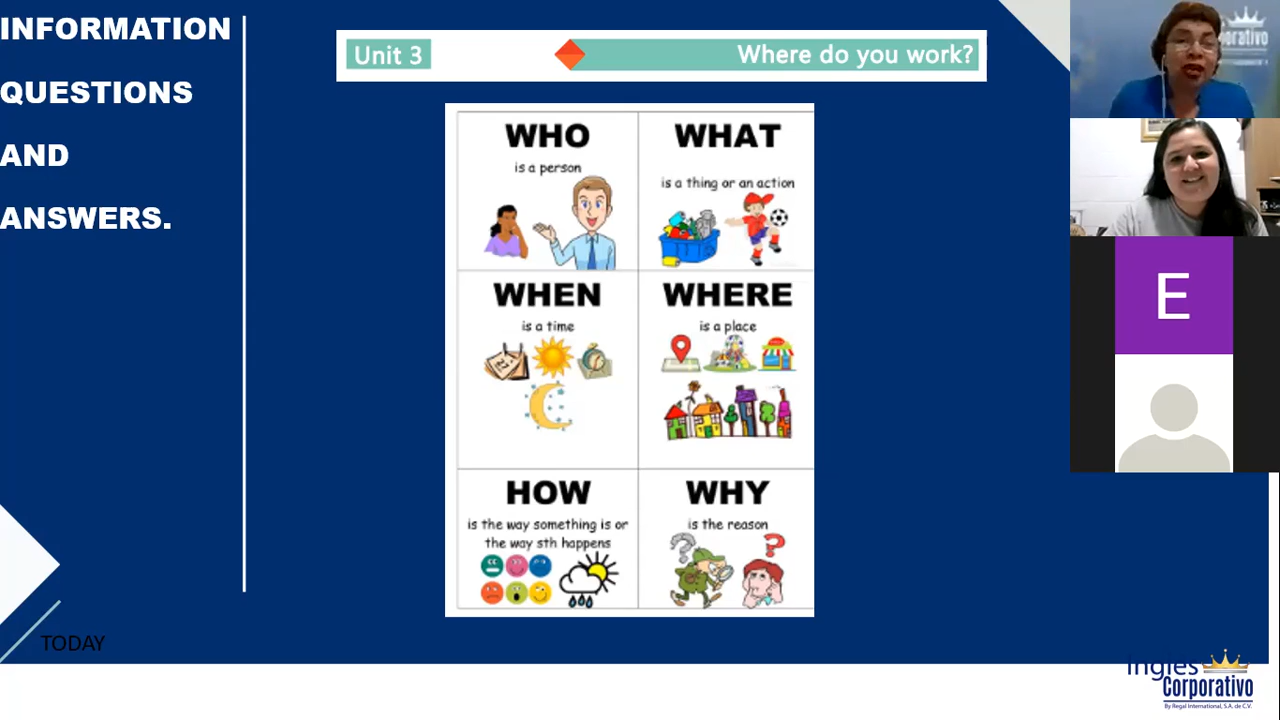 INFORMATION
QUESTIONS
AND
ANSWERS.
Unit 3
Where do you work?
WHO
is a person
WHAT
is a thing or an action
WHEN
is a time
WHERE
is a place
HOW
is the way something is or
the way sth happens
WHY
is the reason
TODAY
E
orativo
Inglés
Corporativo
By Regal International, S.A. de C.V.